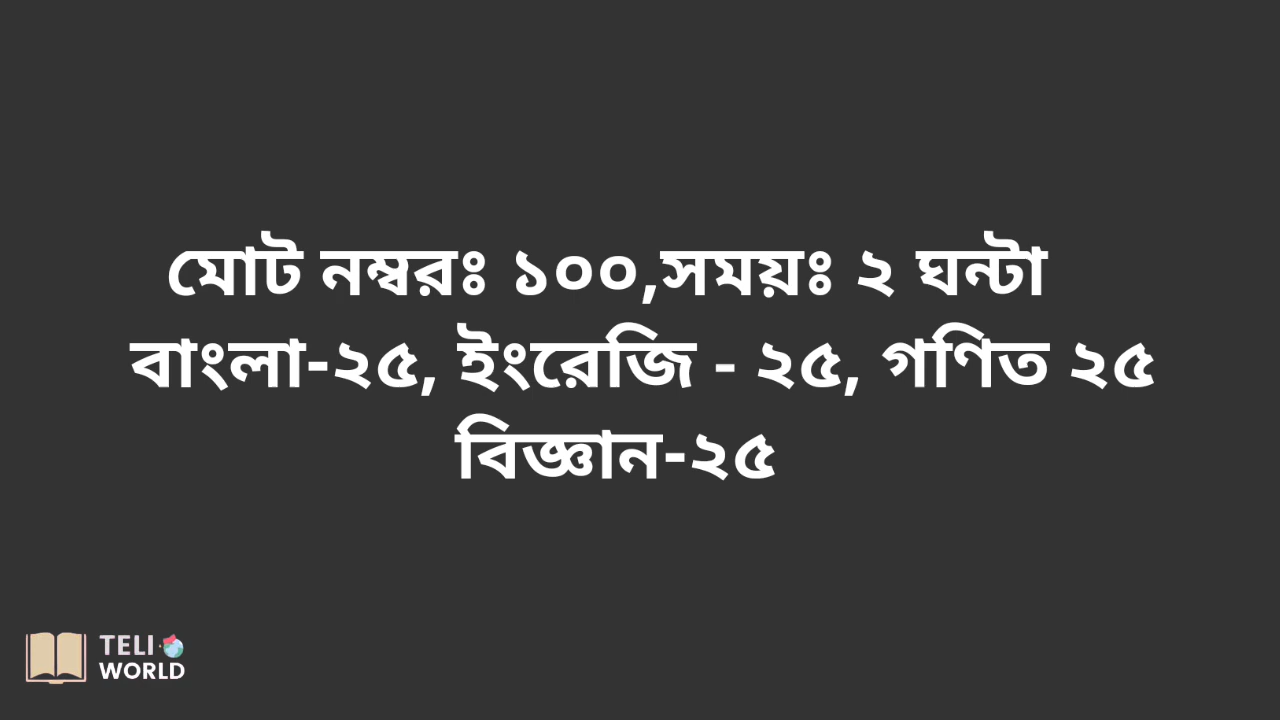 মোট নম্বরঃ ১০০,সময়ঃ ২ ঘন্টা
বাংলা-২৫, ইংরেজি - ২৫, গণিত ২৫
বিজ্ঞান-২৫
TELI
WORLD